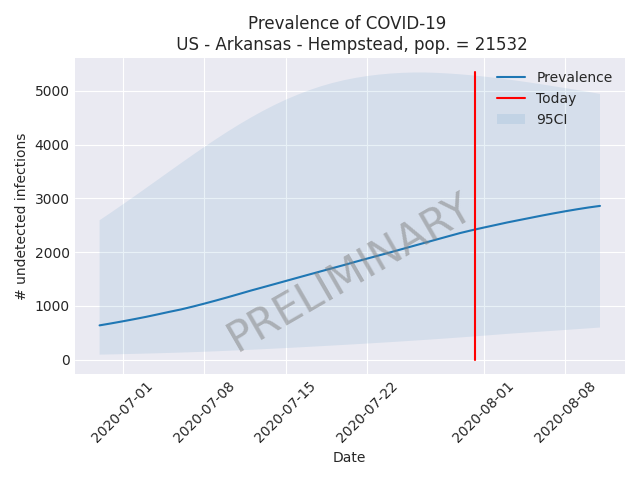 Prevalence of COVID-19
US - Arkansas - Hempstead, pop. = 21532
Prevalence
Today
95CI
5000
4000
3000
2000
1000
0
# undetected infections
PRELIMINARY
2020-07-01
2020-07-08
2020-07-15
2020-07-22
2020-08-01
2020-08-08
Date